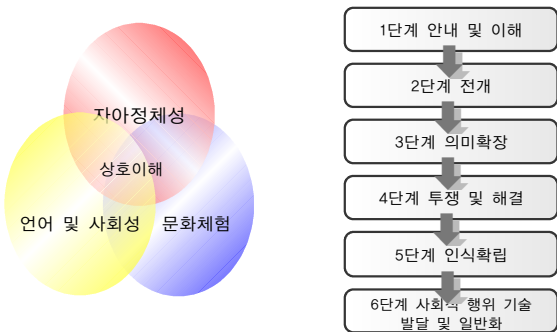 자아정체성
상호이해
언어 및 사회성
문화체험
1단계 안내 및 이해
2단계 전개
3단계 의미확장
4단계 투쟁 및 해결
5단계 인식확립
6단계 사회적 행위 기술
발달 및 일반화